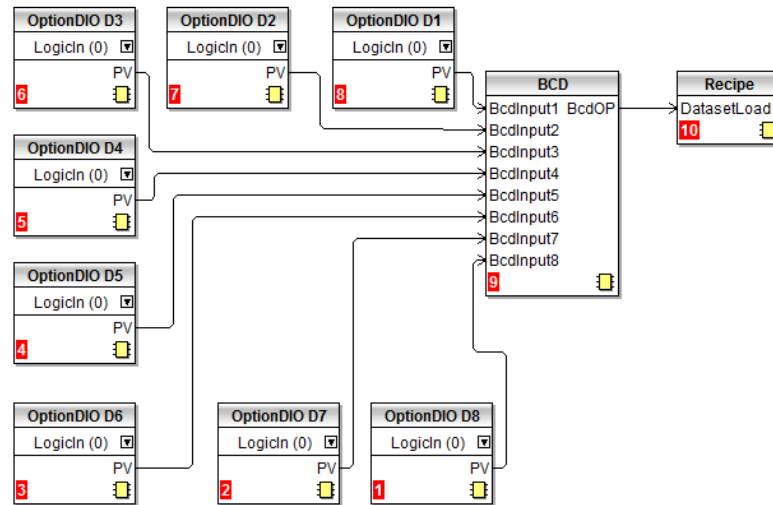 OptionDIO D3
LogicIn (0)
PV
6
OptionDIO D2
LogicIn (0)
PV
7
OptionDIO D1
LogicIn (0)
PV
8
BCD
BcdInput1 BcdOP
BcdInput2
BcdInput3
BcdInput4
BcdInput5
BcdInput6
BcdInput7
BcdInput8
9
Recipe
DatasetLoad
10
OptionDIO D4
LogicIn (0)
PV
5
OptionDIO D5
LogicIn (0)
PV
4
OptionDIO D6
LogicIn (0)
PV
3
OptionDIO D7
LogicIn (0)
PV
2
OptionDIO D8
LogicIn (0)
PV
1